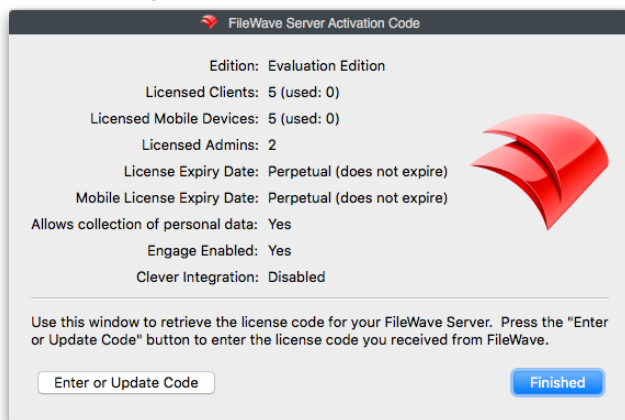 FileWave Server Activation Code
Edition: Evaluation Edition
Licensed Clients: 5 (used: 0)
Licensed Mobile Devices: 5 (used: 0)
Licensed Admins: 2
License Expiry Date: Perpetual (does not expire)
Mobile License Expiry Date: Perpetual (does not expire)
Allows collection of personal data: Yes
Engage Enabled: Yes
Clever Integration: Disabled
Use this window to retrieve the license code for your FileWave Server. Press the "Enter
or Update Code" button to enter the license code you received from FileWave.
Enter or Update Code
Finished